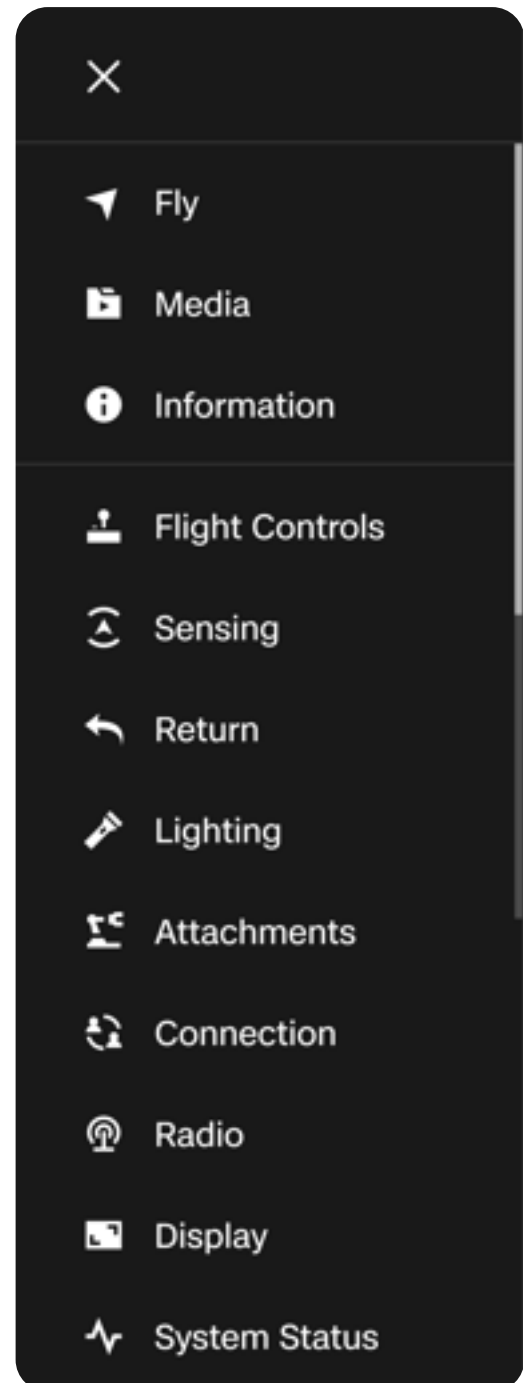 Fly
Media
Information
Flight Controls
Sensing
Return
Lighting
Attachments
Connection
Radio
Display
System Status